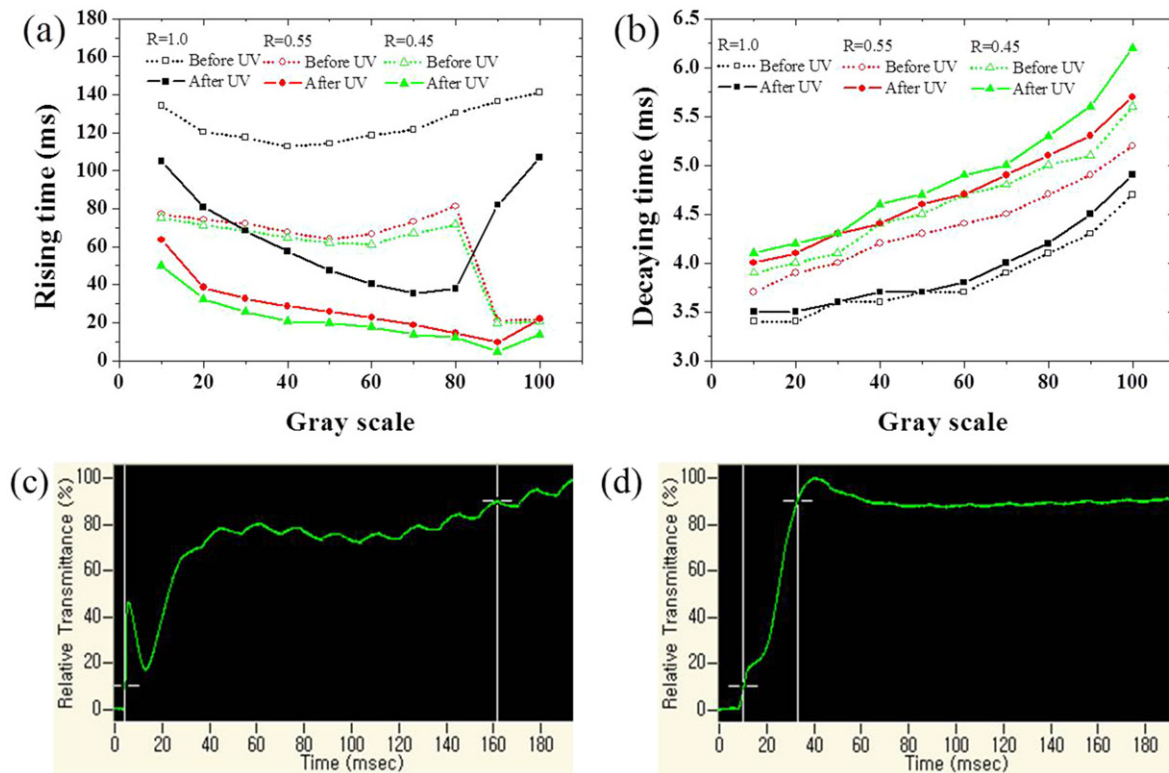 (a)
180
160
140
120
100
80
60
40
20
0
Rising time (ms)
R=1.0 R=0.55 R=0.45
Before UV Before UV Before UV
After UV After UV After UV
0 20 40 60 80 100
Gray scale
(b)
6.5
6.0
5.5
5.0
4.5
4.0
3.5
3.0
Decaying time (ms)
R=1.0 R=0.55 R=0.45
Before UV Before UV Before UV
After UV After UV After UV
0 20 40 60 80 100
Gray scale
(c)
100
80
60
40
20
0
Relative Transmittance (%)
0 20 40 60 80 100 120 140 160 180
Time (msec)
(d)
100
80
60
40
20
0
Relative Transmittance (%)
0 20 40 60 80 100 120 140 160 180
Time (msec)